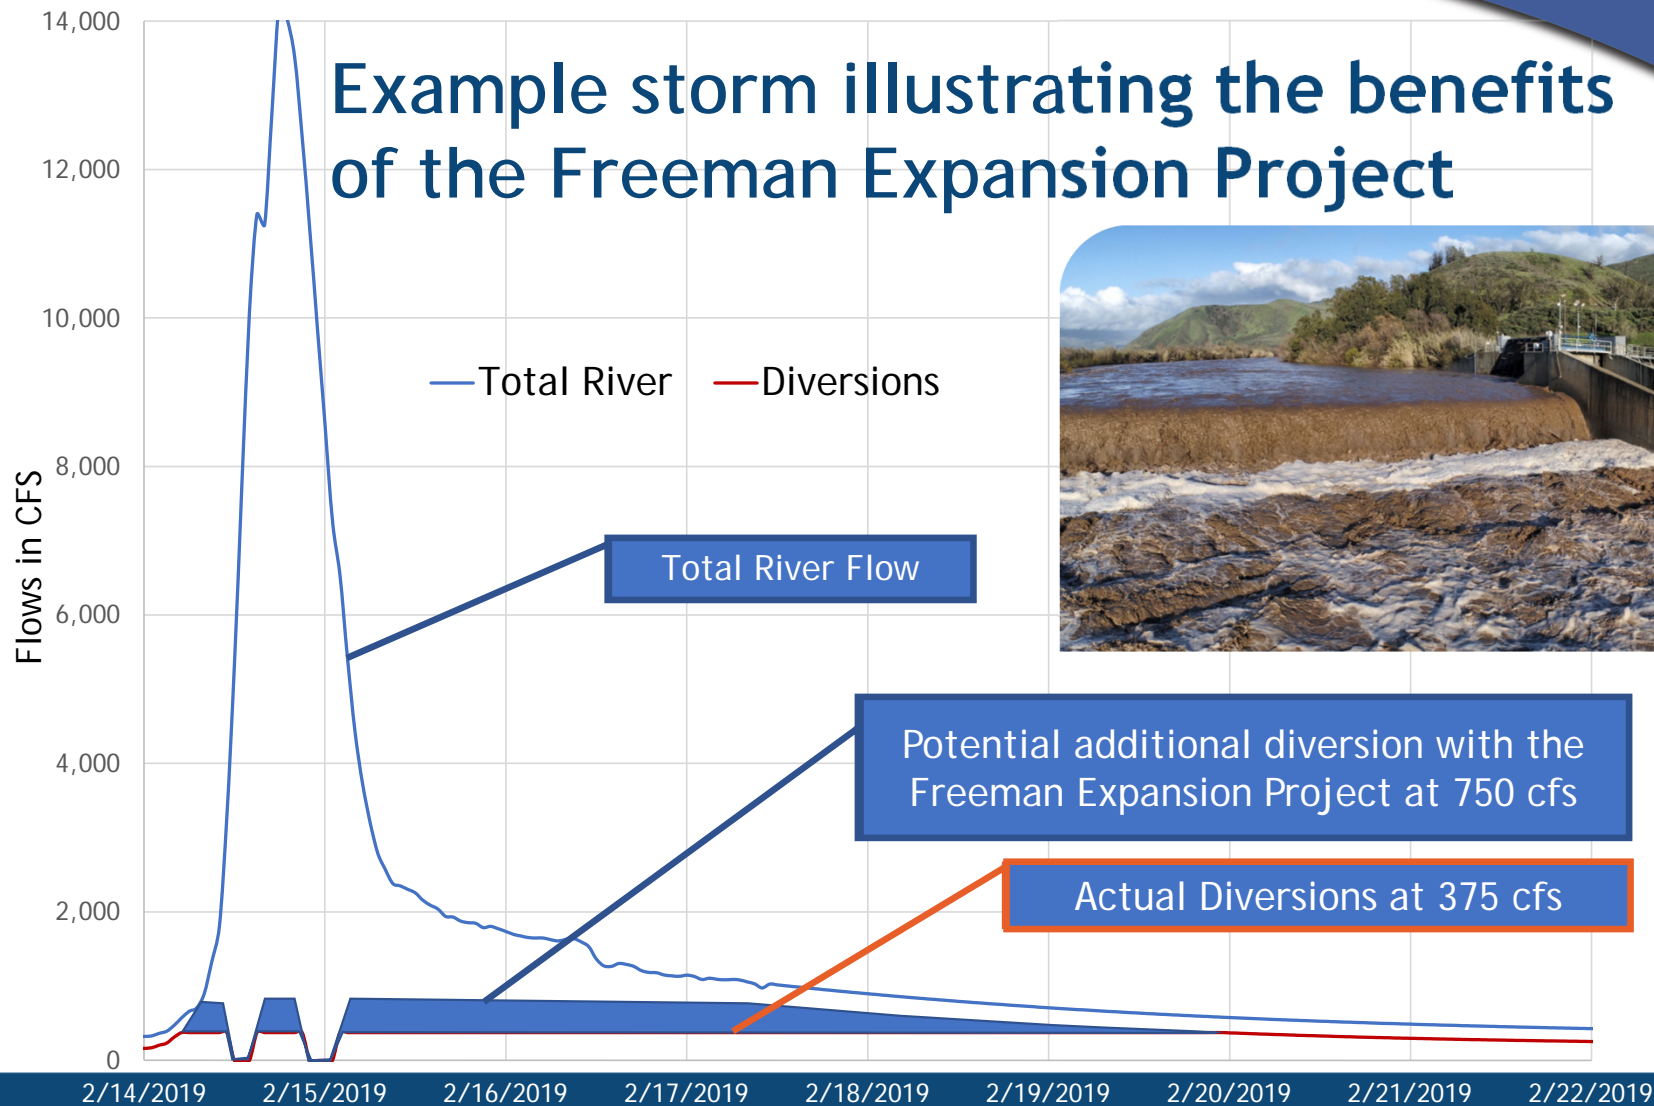 Example storm illustrating the benefits
of the Freeman Expansion Project
14,000
12,000
10,000
8,000
6,000
4,000
2,000
0
Flows in CFS
Total River
Diversions
Total River Flow
Potential additional diversion with the
Freeman Expansion Project at 750 cfs
Actual Diversions at 375 cfs
2/14/2019
2/15/2019
2/16/2019
2/17/2019
2/18/2019
2/19/2019
2/20/2019
2/21/2019
2/22/2019